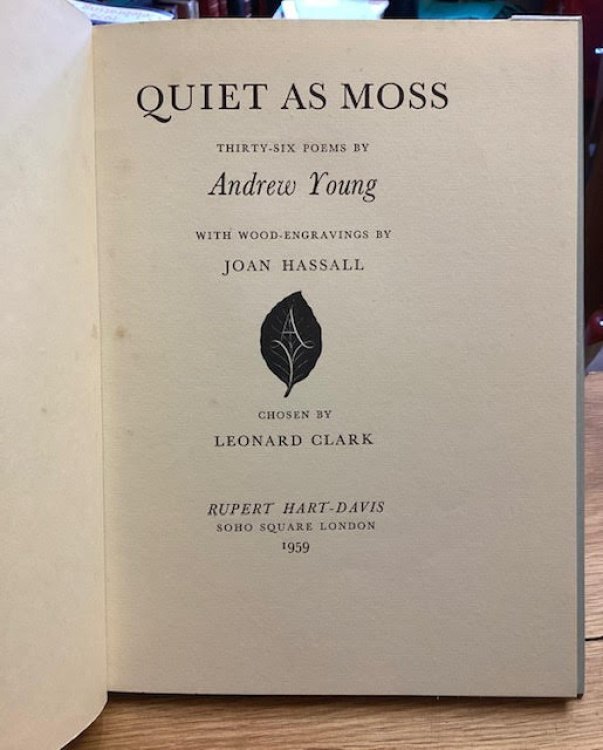 QUIET AS MOSS
THIRTY-SIX POEMS BY
Andrew Young
WITH WOOD-ENGRAVINGS BY
JOAN HASSALL
A
CHOSEN BY
LEONARD CLARK
RUPERT HART-DAVIS
SOHO SQUARE LONDON
1959